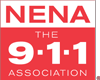 NENA
THE
9·1·1
ASSOCIATION